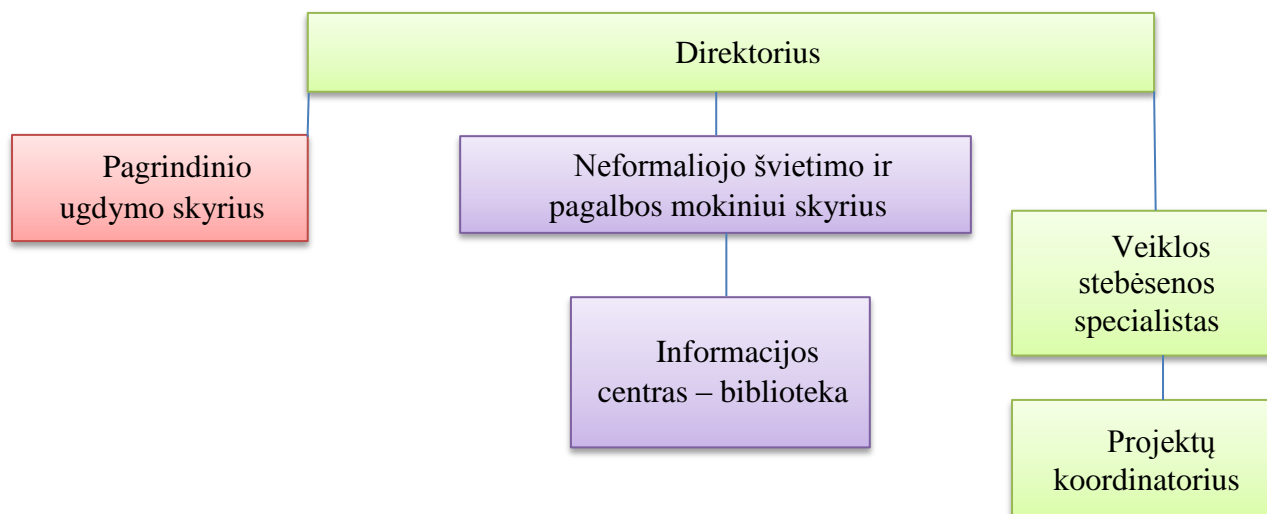 Direktorius
Pagrindinio
ugdymo skyrius
Neformaliojo švietimo ir
pagalbos mokiniui skyrius
Veiklos
stebėsenos
specialistas
Informacijos
centras – biblioteka
Projektų
koordinatorius